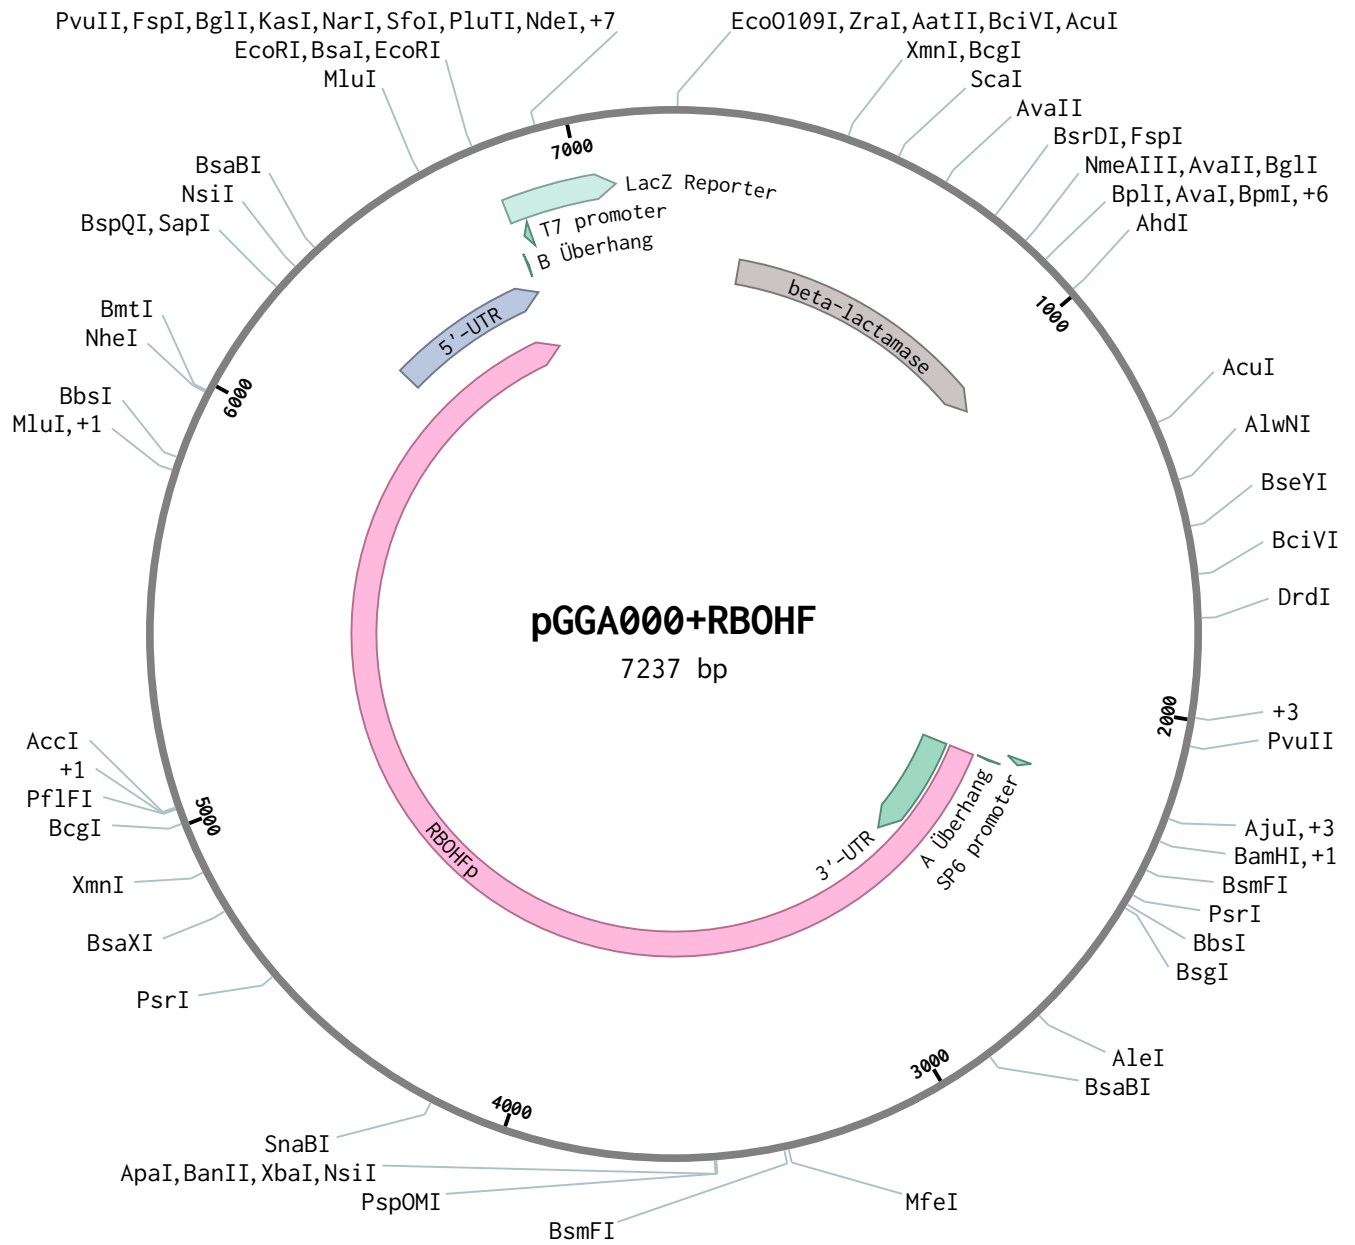 PvuII,FspI,BglI,KasI,NarI,SfoI,PluTI,NdeI,+7
EcoO109I,ZraI,AatII,BciVI,AcuI
EcoRI,BsaI,EcoRI
XmnI,BcgI
MluI
ScaI
AvaII
BsrDI,FspI
7000
BsaBI
NmeAIII,AvaII,BglI
NsiI
LacZ Reporter
BplI,AvaI,BpmI,+6
BspQI,SapI
T7 promoter
AhdI
B Überhang
beta-lactamase
BmtI
1000
NheI
5'-UTR
AcuI
BbsI
6000
MluI,+1
AlwNI
BseYI
BciVI
DrdI
pGGA000+RBOHF
7237 bp
+3
2000
AccI
PvuII
+1
PflFI
5000
BcgI
AjuI,+3
A Überhang
SP6 promoter
3'-UTR
RBOHFp
BamHI,+1
XmnI
BsmFI
PsrI
BsaXI
BbsI
BsgI
PsrI
AleI
3000
BsaBI
4000
SnaBI
ApaI,BanII,XbaI,NsiI
PspOMI
MfeI
BsmFI